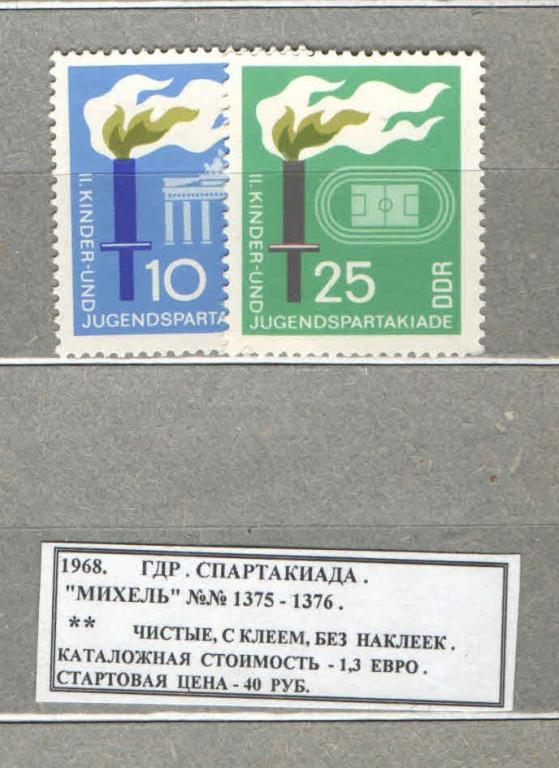 II. KINDER-UND
10
JUGENDSPARTA
II. KINDER-UND
25
DDR
JUGENDSPARTAKIADE
1968. ГДР. СПАРТАКИАДА.
"МИХЕЛЬ" №№ 1375 - 1376.
** ЧИСТЫЕ, С КЛЕЕМ, БЕЗ НАКЛЕЕК.
КАТАЛОЖНАЯ СТОИМОСТЬ - 1,3 ЕВРО.
СТАРТОВАЯ ЦЕНА - 40 РУБ.